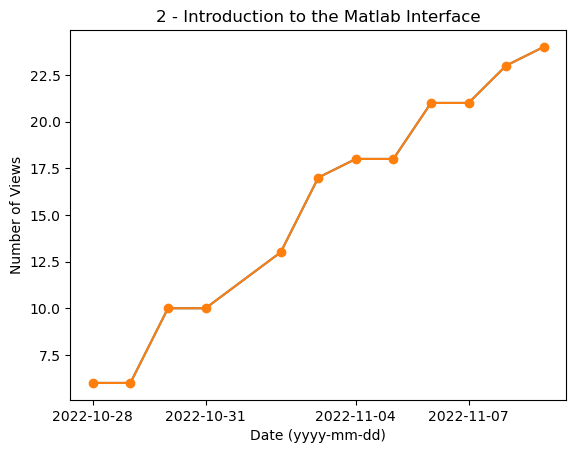 2 - Introduction to the Matlab Interface
22.5
20.0
17.5
15.0
12.5
10.0
7.5
Number of Views
2022-10-28 2022-10-31 2022-11-04 2022-11-07
Date (yyyy-mm-dd)